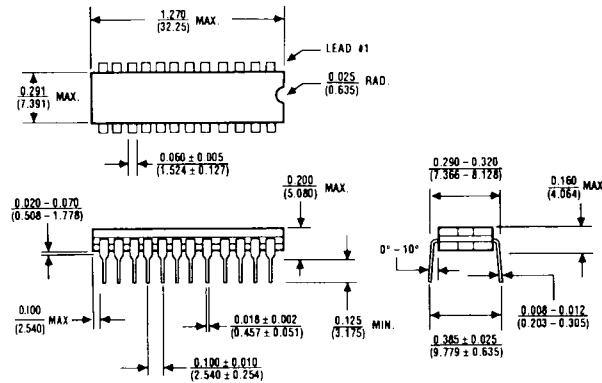 1.270
(32.25) MAX.
LEAD #1
0.291
(7.391) MAX.
0.025
(0.635) RAD.
0.060 ± 0.005
(1.524 ± 0.127)
0.200
(5.080) MAX.
0.290 – 0.320
(7.366 – 8.128)
0.160
(4.064) MAX
0.020 – 0.070
(0.508 – 1.778)
0° – 10°
0.100
(2.540) MAX
0.018 ± 0.002
(0.457 ± 0.051)
0.125
(3.175) MIN.
0.008 – 0.012
(0.203 – 0.305)
0.100 ± 0.010
(2.540 ± 0.254)
0.385 ± 0.025
(9.779 ± 0.635)